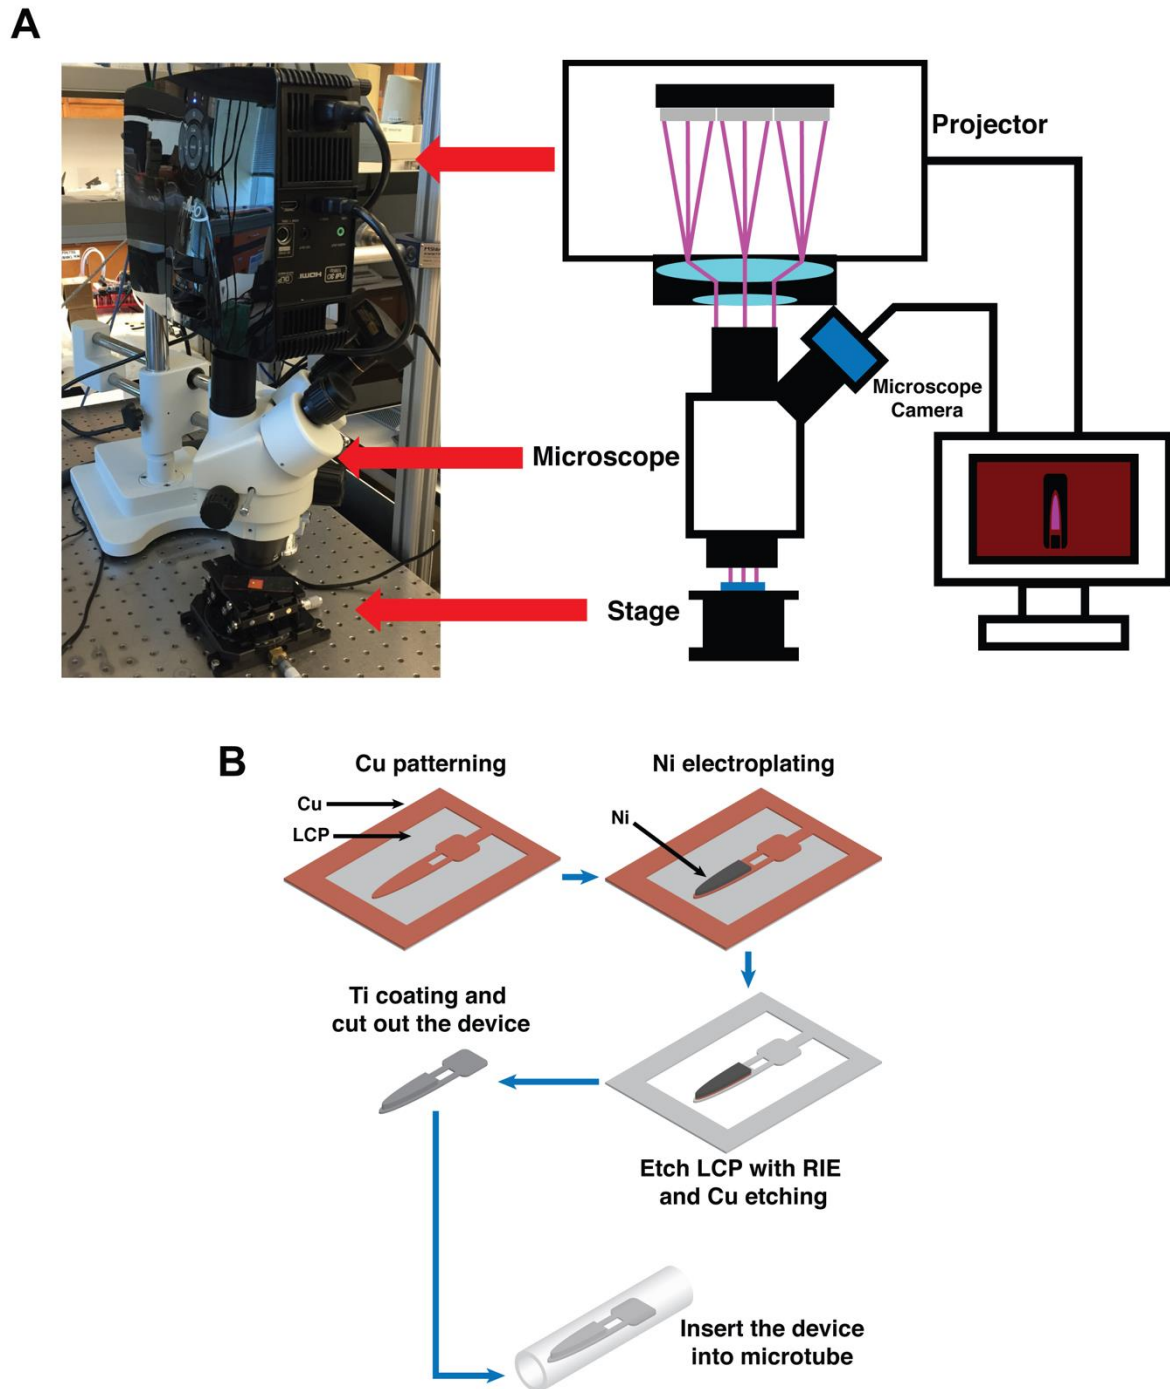 A
Projector
Microscope
Camera
Microscope
Stage
HDMI
B
Cu patterning
Ni electroplating
Cu
LCP
Ni
Ti coating and
cut out the device
Etch LCP with RIE
and Cu etching
Insert the device
into microtube